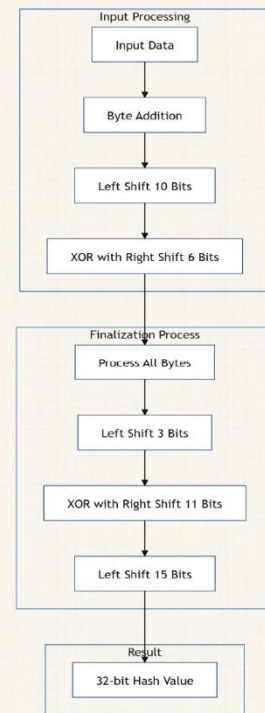 Input Processing
Input Data
Byte Addition
Left Shift 10 Bits
XOR with Right Shift 6 Bits
Finalization Process
Process All Bytes
Left Shift 3 Bits
XOR with Right Shift 11 Bits
Left Shift 15 Bits
Result
32-bit Hash Value